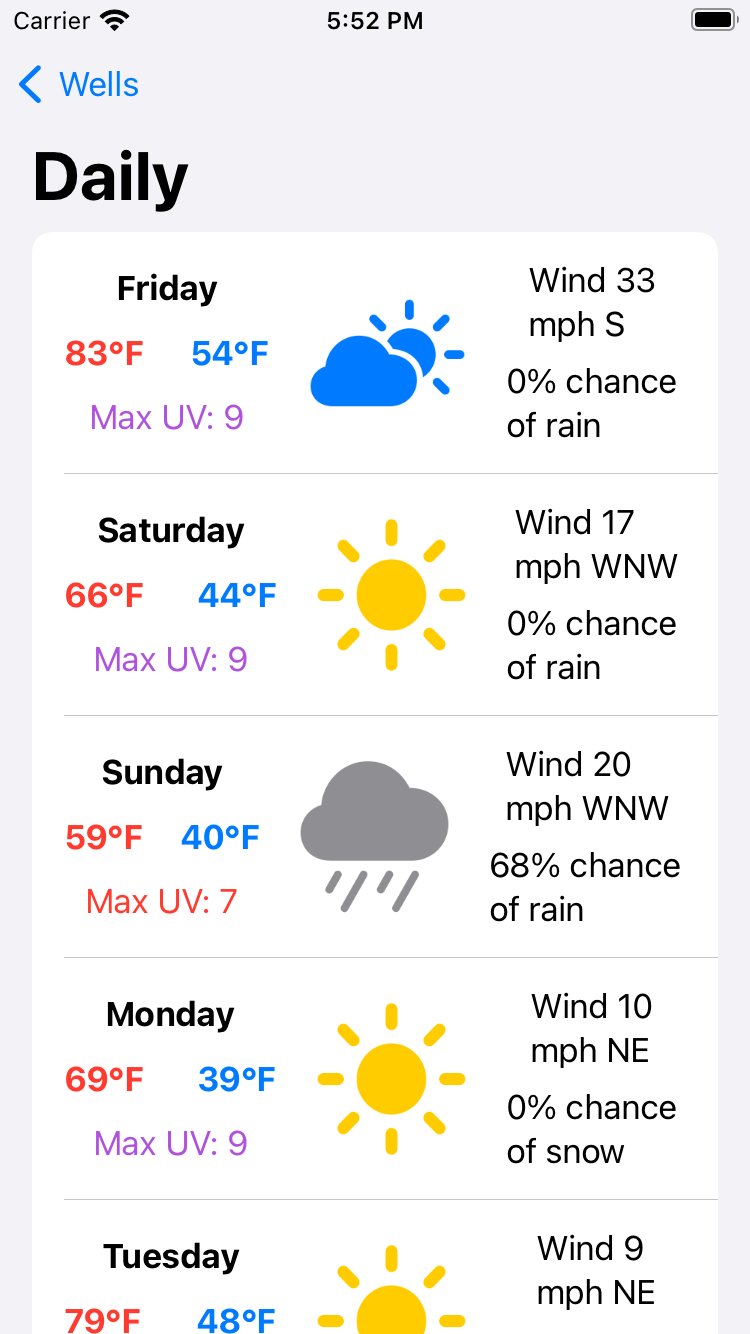 Carrier 5:52 PM
Wells
Daily
Friday
83°F 54°F
Max UV: 9
Wind 33
mph S
0% chance
of rain
Saturday
66°F 44°F
Max UV: 9
Wind 17
mph WNW
0% chance
of rain
Sunday
59°F 40°F
Max UV: 7
Wind 20
mph WNW
68% chance
of rain
Monday
69°F 39°F
Max UV: 9
Wind 10
mph NE
0% chance
of snow
Tuesday
79°F 48°F
Wind 9
mph NE